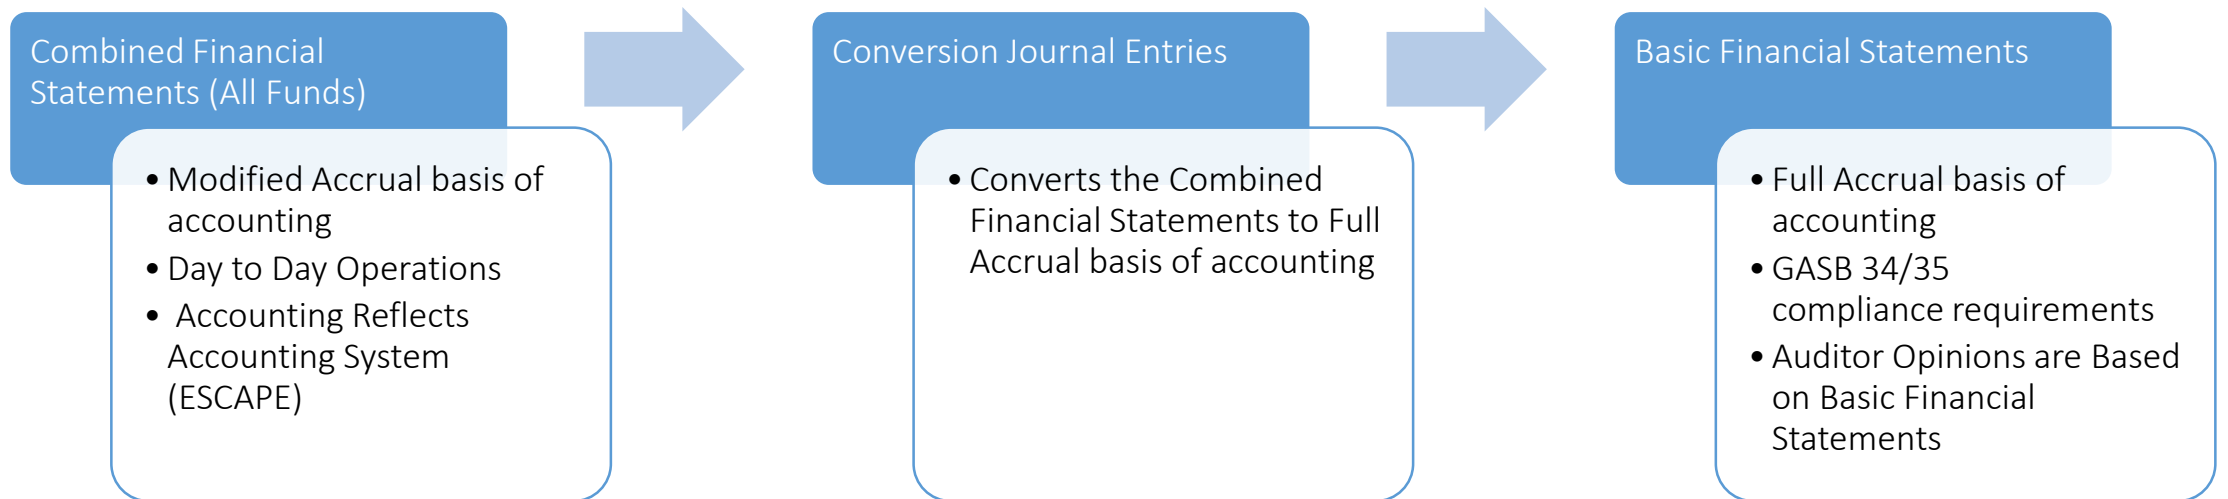 Combined Financial
Statements (All Funds)
• Modified Accrual basis of
accounting
• Day to Day Operations
• Accounting Reflects
Accounting System
(ESCAPE)
Conversion Journal Entries
• Converts the Combined
Financial Statements to Full
Accrual basis of accounting
Basic Financial Statements
• Full Accrual basis of
accounting
• GASB 34/35
compliance requirements
• Auditor Opinions are Based
on Basic Financial
Statements